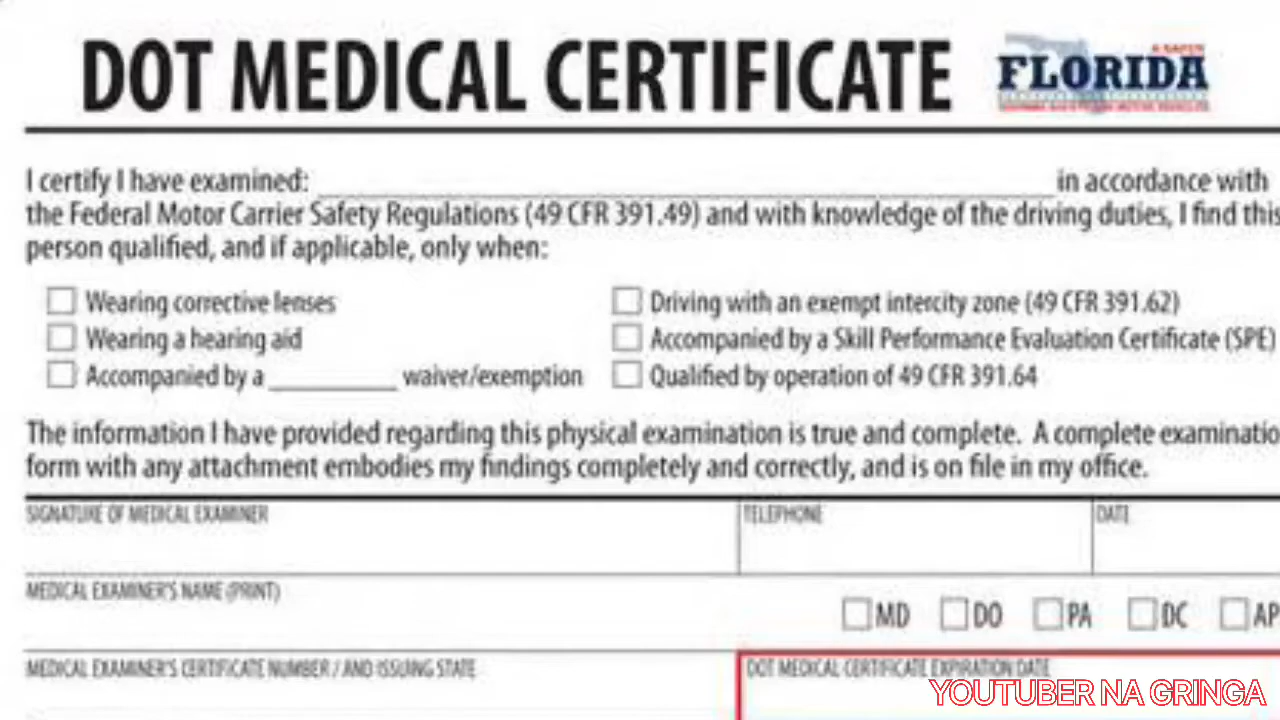 DOT MEDICAL CERTIFICATE
A SAFER
FLORIDA
I certify I have examined: ______ in accordance with
the Federal Motor Carrier Safety Regulations (49 CFR 391.49) and with knowledge of the driving duties, I find this
person qualified, and if applicable, only when:
Wearing corrective lenses
Driving with an exempt intercity zone (49 CFR 391.62)
Wearing a hearing aid
Accompanied by a Skill Performance Evaluation Certificate (SPE)
Accompanied by a ______ waiver/exemption
Qualified by operation of 49 CFR 391.64
The information I have provided regarding this physical examination is true and complete. A complete examinatio
form with any attachment embodies my findings completely and correctly, and is on file in my office.
SIGNATURE OF MEDICAL EXAMINER
TELEPHONE
DATE
MEDICAL EXAMINER'S NAME (PRINT)
MD DO PA DC AP
MEDICAL EXAMINER'S CERTIFICATE NUMBER / AND ISSUING STATE
DOT MEDICAL CERTIFICATE EXPIRATION DATE
YOUTUBER NA GRINGA